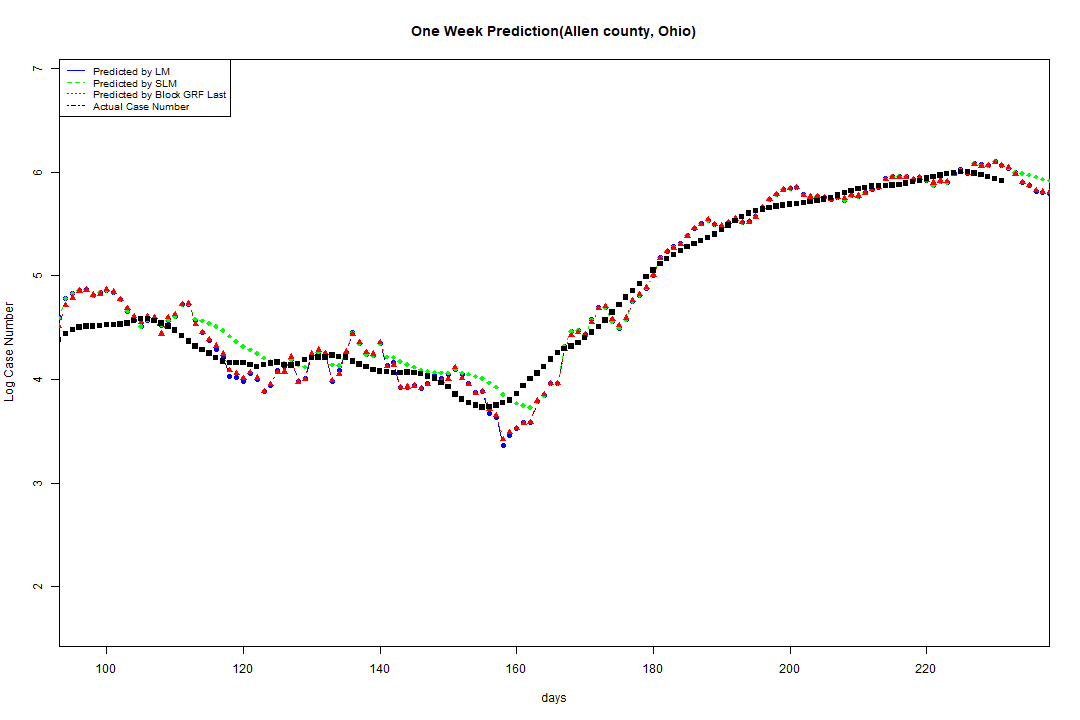 One Week Prediction(Allen county, Ohio)
Predicted by LM
Predicted by SLM
Predicted by Block GRF Last
Actual Case Number
7
6
5
4
3
2
Log Case Number
100 120 140 160 180 200 220
days